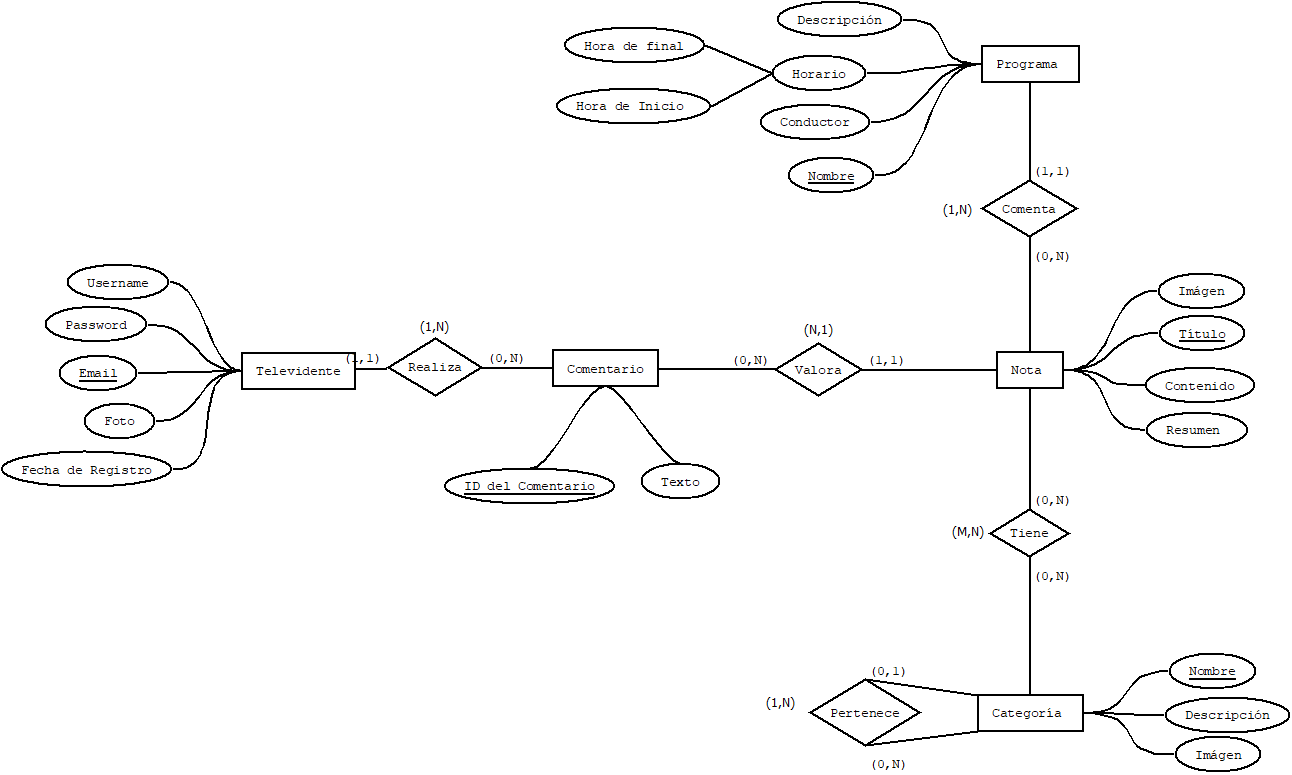 Descripción
Hora de final
Programa
Horario
Hora de Inicio
Conductor
Nombre
(1,1)
(1,N)
Comenta
(0,N)
Username
Imágen
Password
(1,N)
(N,1)
Título
(1,1)
(0,N)
(0,N)
(1,1)
Email
Televidente
Realiza
Comentario
Valora
Nota
Contenido
Foto
Resumen
Fecha de Registro
ID del Comentario
Texto
(0,N)
(M,N)
Tiene
(0,N)
(0,1)
Nombre
(1,N)
Pertenece
Categoría
Descripción
Imágen
(0,N)